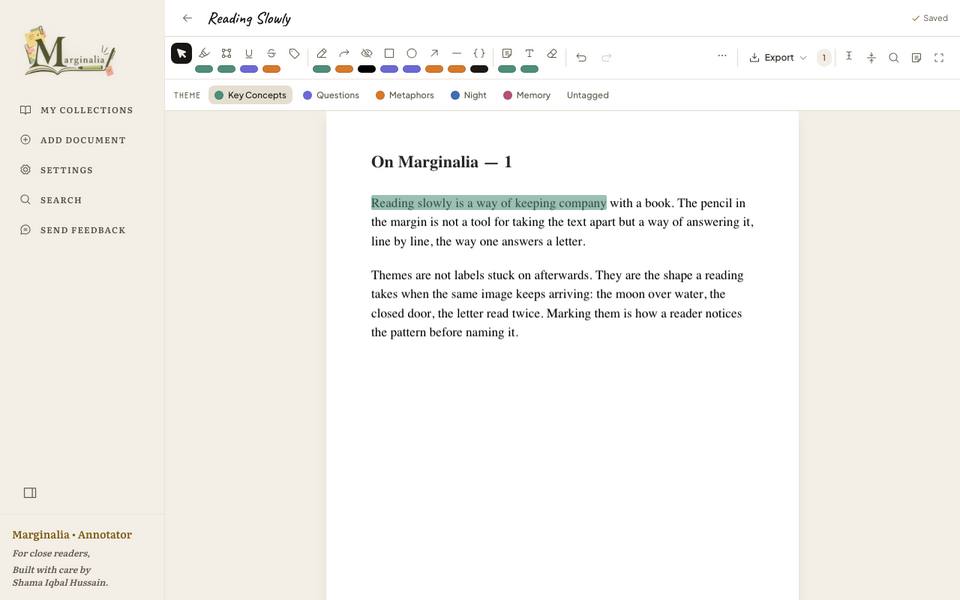 Marginalia
MY COLLECTIONS
ADD DOCUMENT
SETTINGS
SEARCH
SEND FEEDBACK
Marginalia • Annotator
For close readers,
Built with care by
Shama Iqbal Hussain.
Reading Slowly
Saved
Export
1
THEME
Key Concepts
Questions
Metaphors
Night
Memory
Untagged
On Marginalia — 1
Reading slowly is a way of keeping company with a book. The pencil in
the margin is not a tool for taking the text apart but a way of answering it,
line by line, the way one answers a letter.
Themes are not labels stuck on afterwards. They are the shape a reading
takes when the same image keeps arriving: the moon over water, the
closed door, the letter read twice. Marking them is how a reader notices
the pattern before naming it.